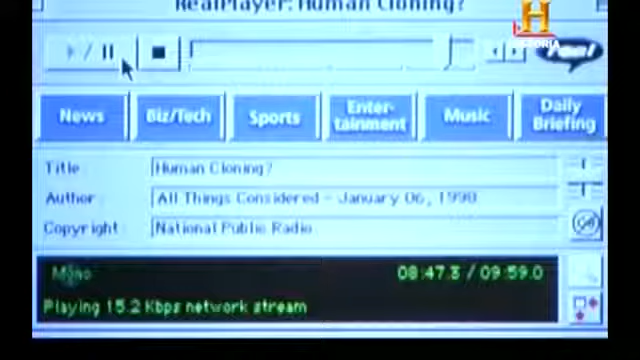 RealPlayer: Human Cloning?
H
HISTORIA
Real
News
Biz/Tech
Sports
Enter-
tainment
Music
Daily
Briefing
Title
Human Cloning?
Author
All Things Considered - January 06, 1998
Copyright
National Public Radio
Mono
08:47.3 / 09:59.0
Playing 15.2 Kbps network stream